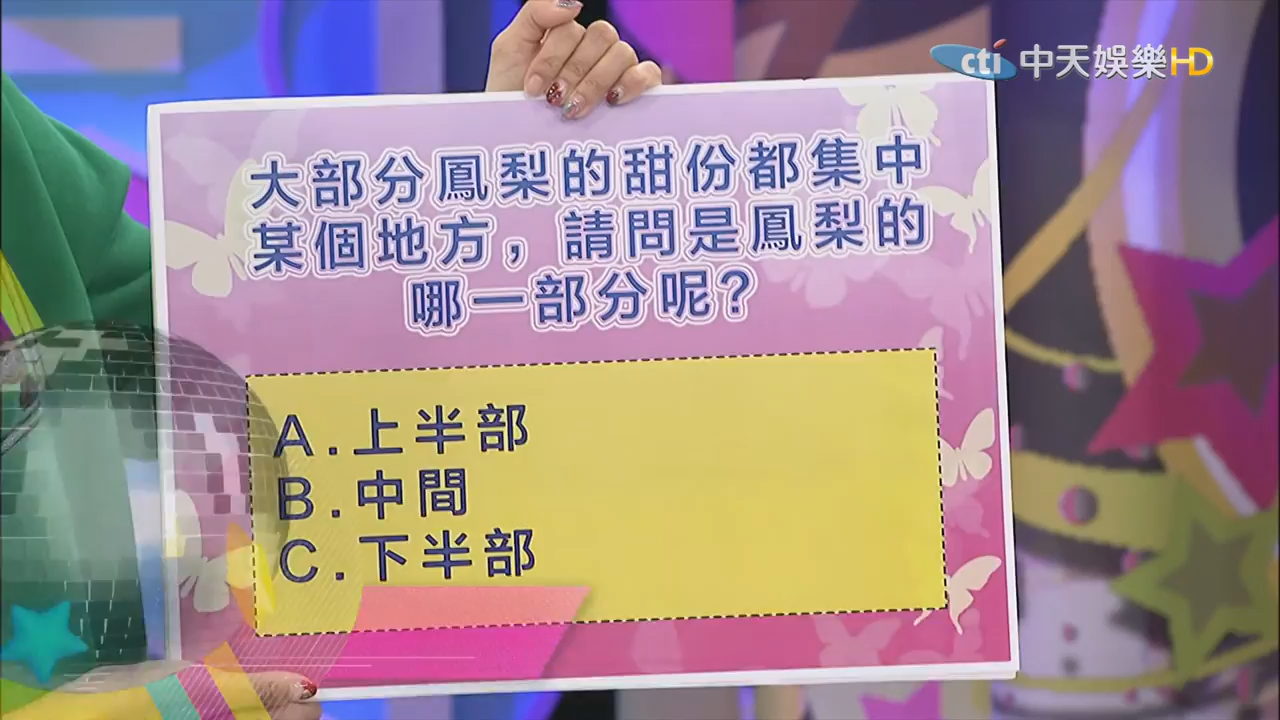 cti 中天娛樂HD
大部分鳳梨的甜份都集中
某個地方，請問是鳳梨的
哪一部分呢?
A.上半部
B.中間
C.下半部